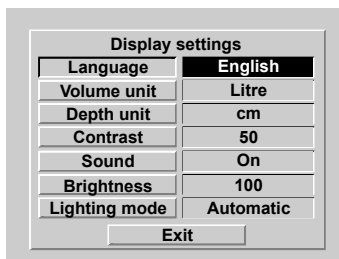 Display settings
Language English
Volume unit Litre
Depth unit cm
Contrast 50
Sound On
Brightness 100
Lighting mode Automatic
Exit